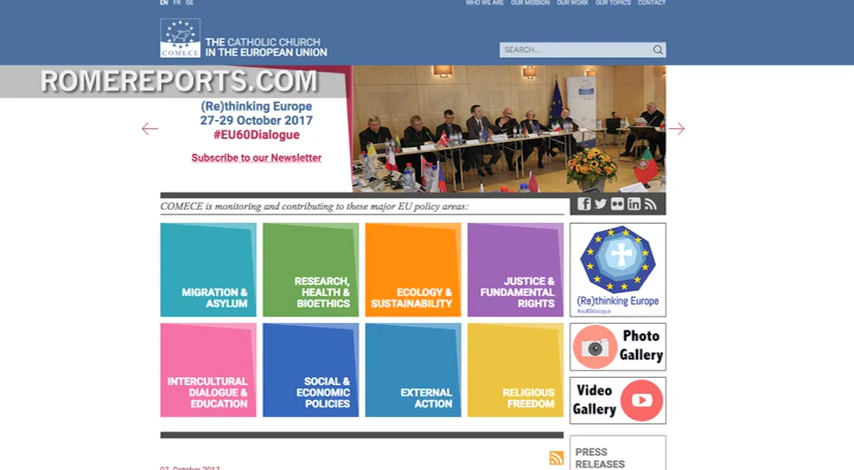 EN FR DE
WHO WE ARE OUR MISSION OUR WORK OUR TOPICS CONTACT
COMECE
THE CATHOLIC CHURCH
IN THE EUROPEAN UNION
SEARCH...
ROMEREPORTS.COM
(Re)thinking Europe
27-29 October 2017
#EU60Dialogue
Subscribe to our Newsletter
COMECE is monitoring and contributing to these major EU policy areas:
MIGRATION &
ASYLUM
RESEARCH,
HEALTH &
BIOETHICS
ECOLOGY &
SUSTAINABILITY
JUSTICE &
FUNDAMENTAL
RIGHTS
(Re)thinking Europe
#eu60dialogue
INTERCULTURAL
DIALOGUE &
EDUCATION
SOCIAL &
ECONOMIC
POLICIES
EXTERNAL
ACTION
RELIGIOUS
FREEDOM
Photo
Gallery
Video
Gallery
PRESS
RELEASES
October 2017